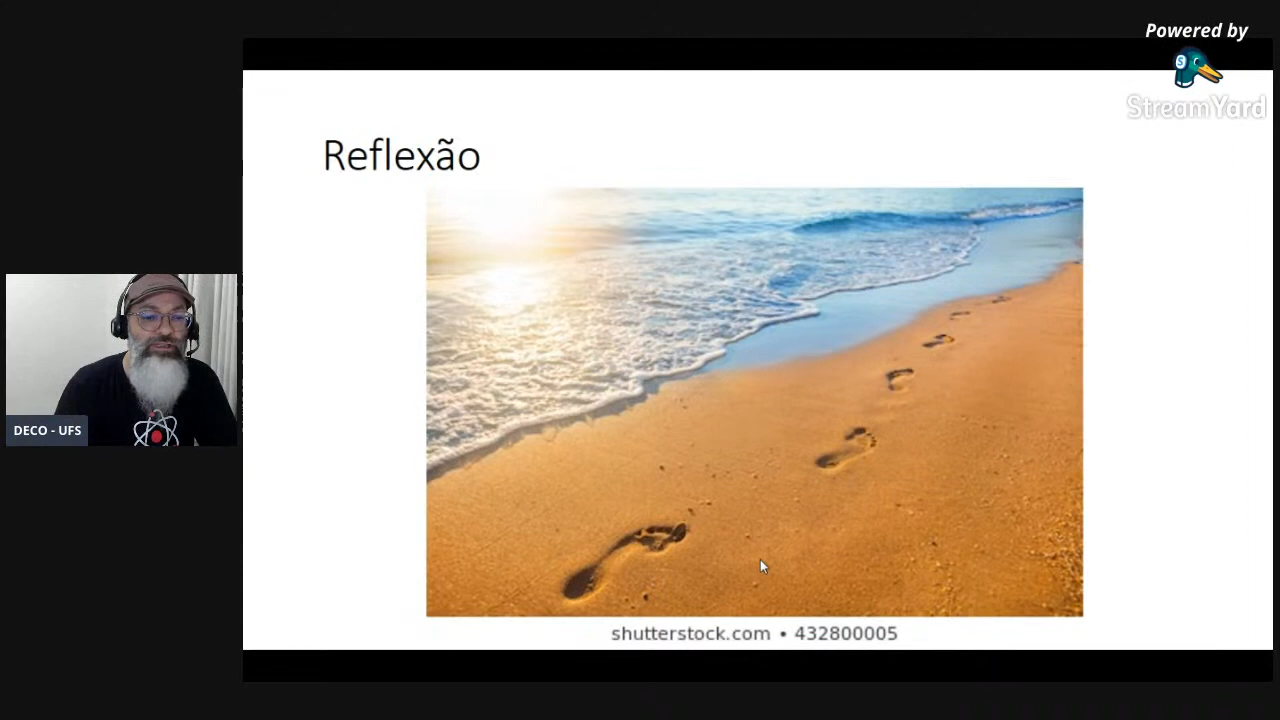 Powered by
StreamYard
Reflexão
DECO - UFS
shutterstock.com • 432800005